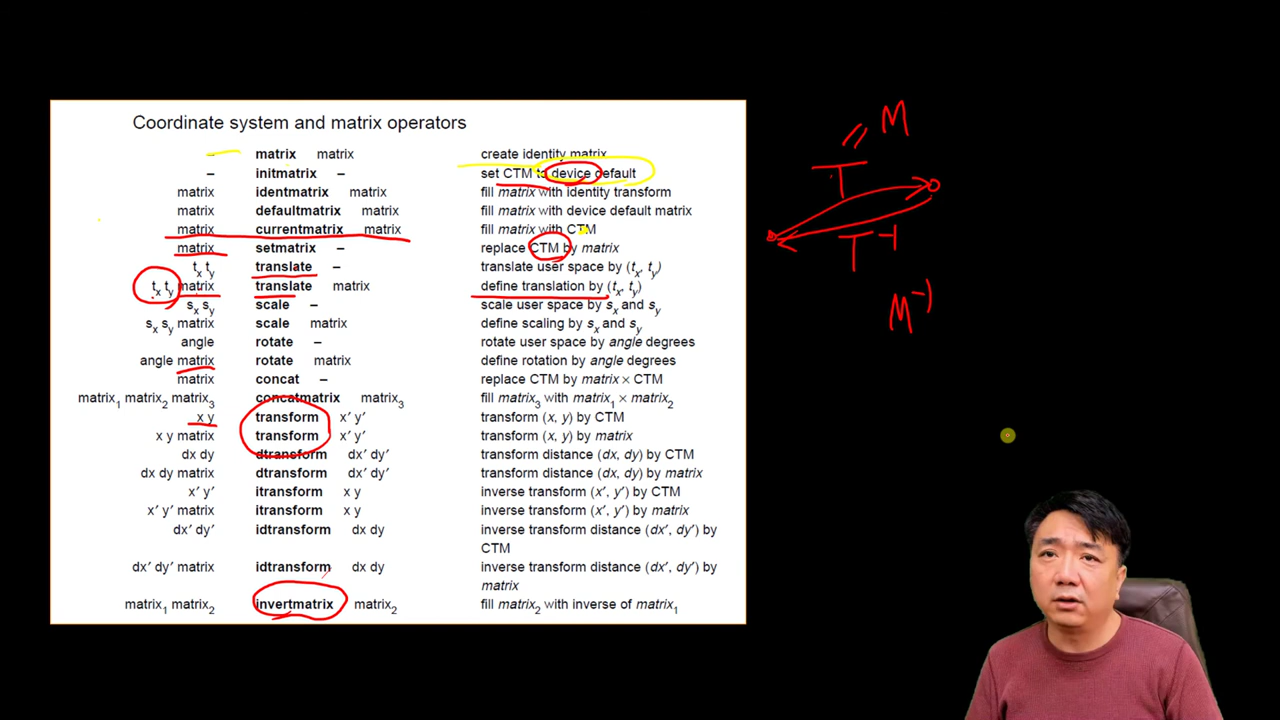 Coordinate system and matrix operators
– matrix matrix create identity matrix
– initmatrix – set CTM to device default
matrix identmatrix matrix fill matrix with identity transform
matrix defaultmatrix matrix fill matrix with device default matrix
matrix currentmatrix matrix fill matrix with CTM
matrix setmatrix – replace CTM by matrix
tx ty translate – translate user space by (tx, ty)
tx ty matrix translate matrix define translation by (tx, ty)
sx sy scale – scale user space by sx and sy
sx sy matrix scale matrix define scaling by sx and sy
angle rotate – rotate user space by angle degrees
angle matrix rotate matrix define rotation by angle degrees
matrix concat – replace CTM by matrix × CTM
matrix1 matrix2 matrix3 concatmatrix matrix3 fill matrix3 with matrix1 × matrix2
x y transform x′ y′ transform (x, y) by CTM
x y matrix transform x′ y′ transform (x, y) by matrix
dx dy dtransform dx′ dy′ transform distance (dx, dy) by CTM
dx dy matrix dtransform dx′ dy′ transform distance (dx, dy) by matrix
x′ y′ itransform x y inverse transform (x′, y′) by CTM
x′ y′ matrix itransform x y inverse transform (x′, y′) by matrix
dx′ dy′ idtransform dx dy inverse transform distance (dx′, dy′) by
CTM
dx′ dy′ matrix idtransform dx dy inverse transform distance (dx′, dy′) by
matrix
matrix1 matrix2 invertmatrix matrix2 fill matrix2 with inverse of matrix1
= M
T
T⁻¹
M⁻¹